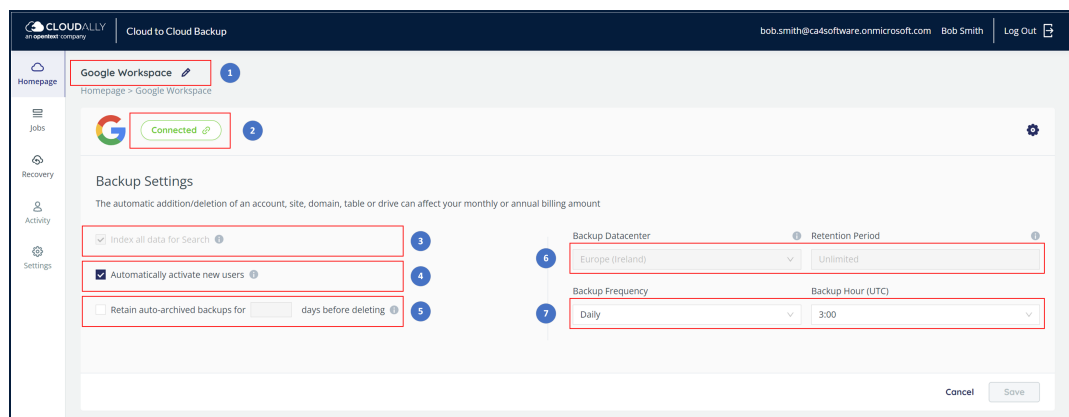 CLOUDALLY
an opentext company
Cloud to Cloud Backup
bob.smith@ca4software.onmicrosoft.com Bob Smith Log Out
Homepage
Jobs
Recovery
Activity
Settings
Google Workspace 1
Homepage > Google Workspace
Connected 2
Backup Settings
The automatic addition/deletion of an account, site, domain, table or drive can affect your monthly or annual billing amount
Index all data for Search 3
Automatically activate new users 4
Retain auto-archived backups for days before deleting 5
Backup Datacenter Retention Period
6 Europe (Ireland) Unlimited
Backup Frequency Backup Hour (UTC)
7 Daily 3:00
Cancel Save